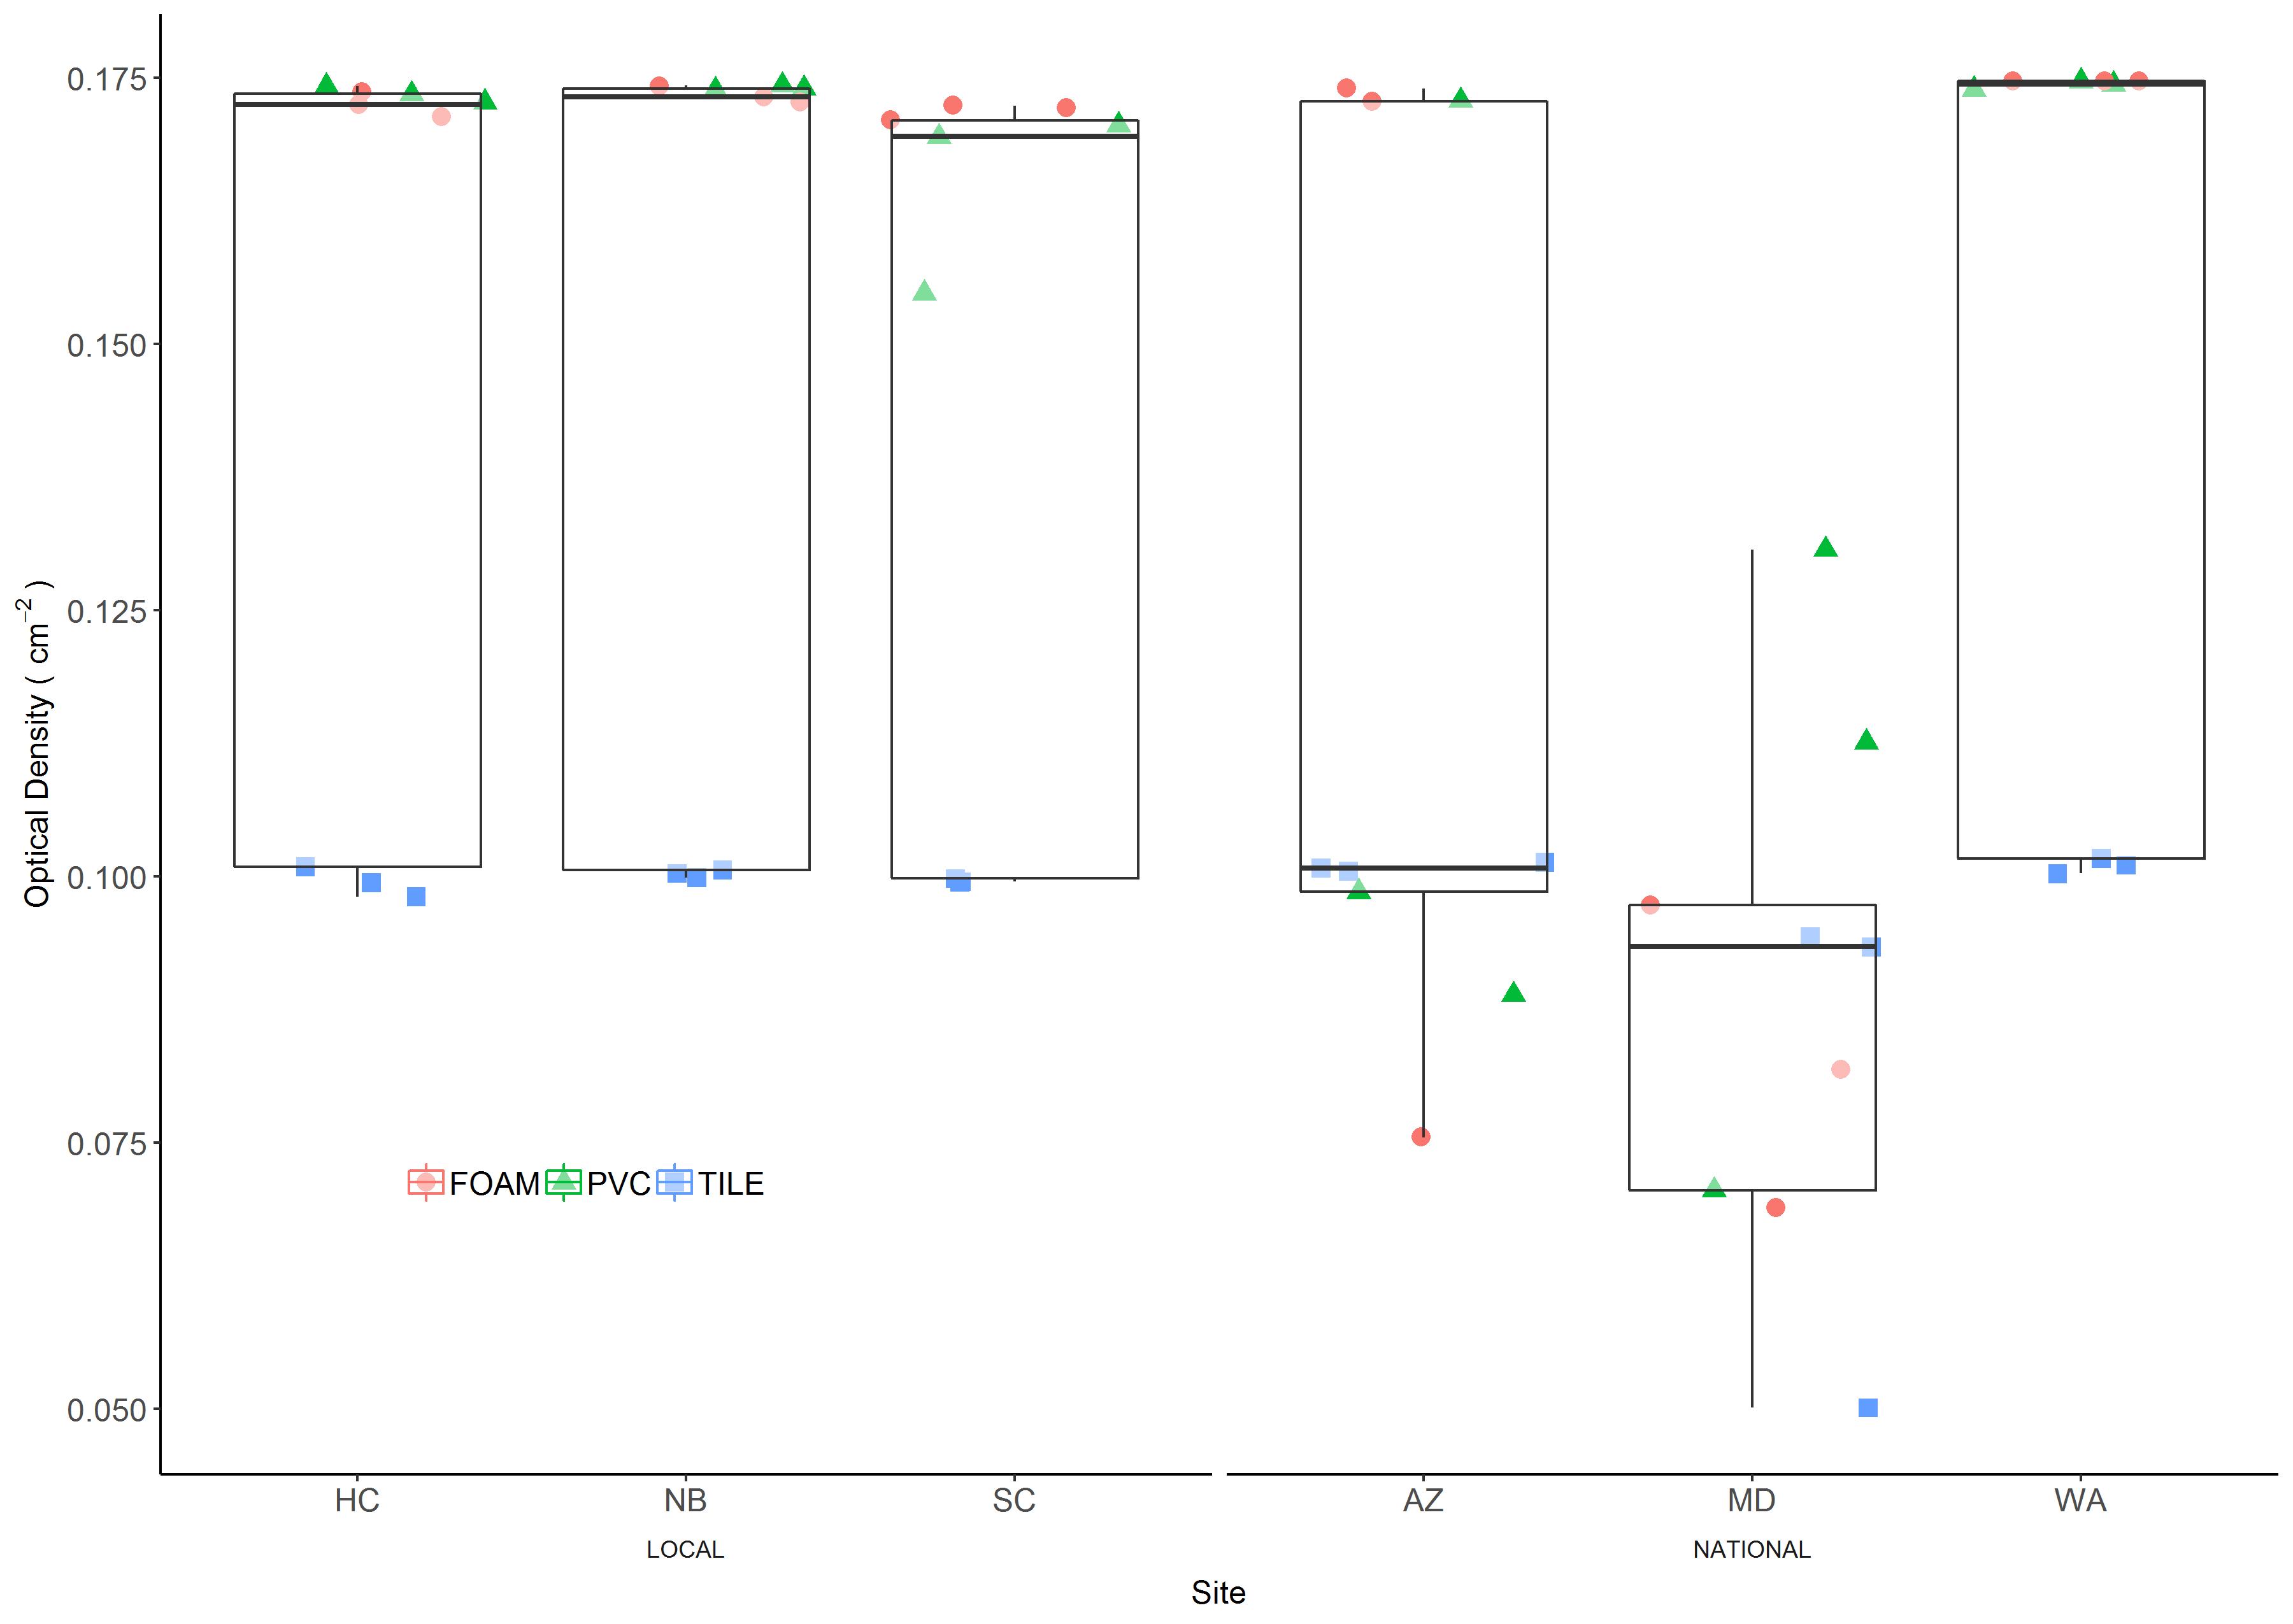 Optical Density ( cm⁻² )
0.175
0.150
0.125
0.100
0.075
0.050
FOAM PVC TILE
HC NB SC AZ MD WA
LOCAL NATIONAL
Site